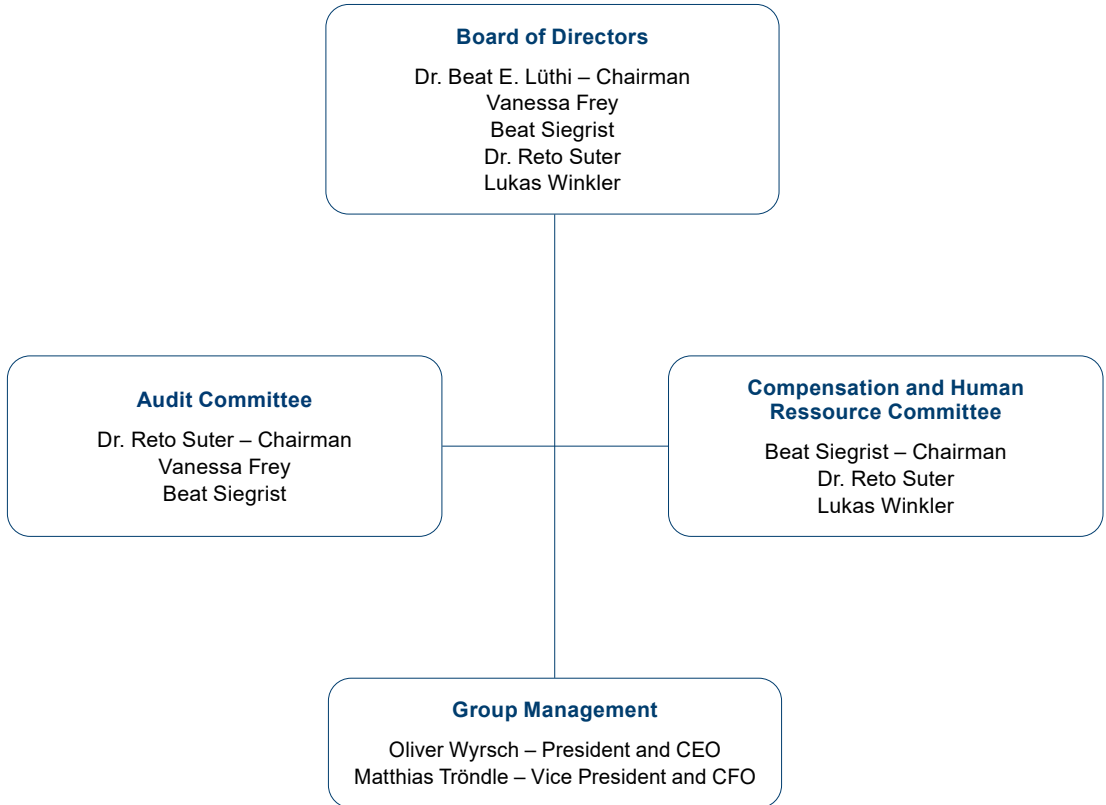 Board of Directors
Dr. Beat E. Lüthi – Chairman
Vanessa Frey
Beat Siegrist
Dr. Reto Suter
Lukas Winkler
Audit Committee
Dr. Reto Suter – Chairman
Vanessa Frey
Beat Siegrist
Compensation and Human
Ressource Committee
Beat Siegrist – Chairman
Dr. Reto Suter
Lukas Winkler
Group Management
Oliver Wyrsch – President and CEO
Matthias Tröndle – Vice President and CFO